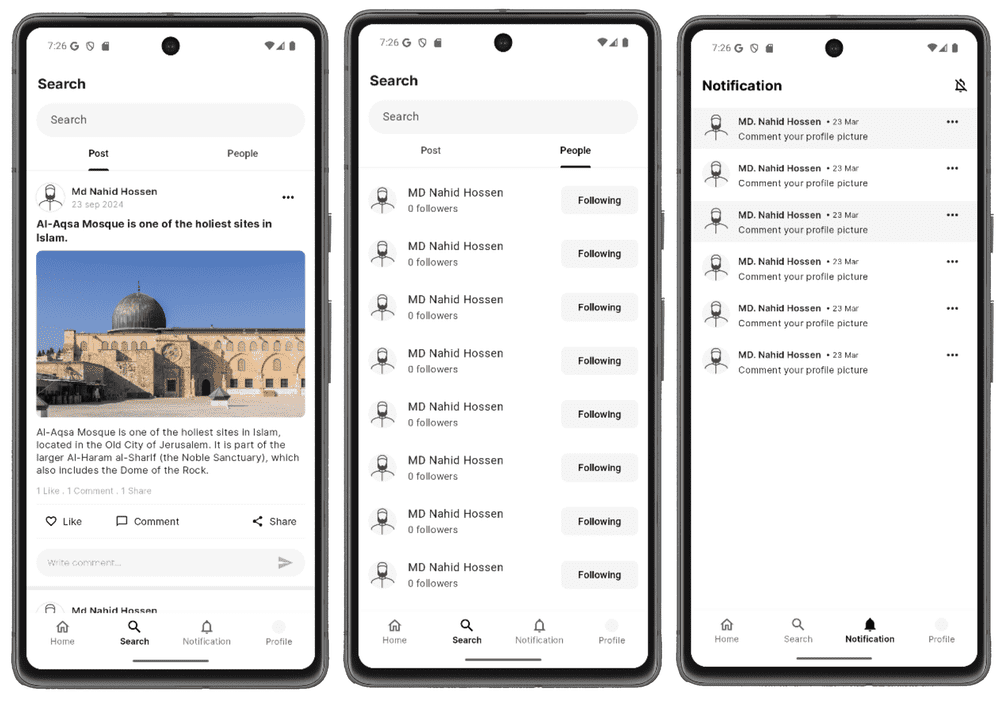 7:26
Search
Search
Post People
Md Nahid Hossen
23 sep 2024
Al-Aqsa Mosque is one of the holiest sites in
Islam.
Al-Aqsa Mosque is one of the holiest sites in Islam,
located in the Old City of Jerusalem. It is part of the
larger Al-Haram al-Sharif (the Noble Sanctuary), which
also includes the Dome of the Rock.
1 Like . 1 Comment . 1 Share
Like Comment Share
Write comment...
Md Nahid Hossen
Home Search Notification Profile
7:26
Search
Search
Post People
MD Nahid Hossen
0 followers
Following
MD Nahid Hossen
0 followers
Following
MD Nahid Hossen
0 followers
Following
MD Nahid Hossen
0 followers
Following
MD Nahid Hossen
0 followers
Following
MD Nahid Hossen
0 followers
Following
MD Nahid Hossen
0 followers
Following
MD Nahid Hossen
0 followers
Following
Home Search Notification Profile
7:26
Notification
MD. Nahid Hossen • 23 Mar
Comment your profile picture
MD. Nahid Hossen • 23 Mar
Comment your profile picture
MD. Nahid Hossen • 23 Mar
Comment your profile picture
MD. Nahid Hossen • 23 Mar
Comment your profile picture
MD. Nahid Hossen • 23 Mar
Comment your profile picture
MD. Nahid Hossen • 23 Mar
Comment your profile picture
Home Search Notification Profile